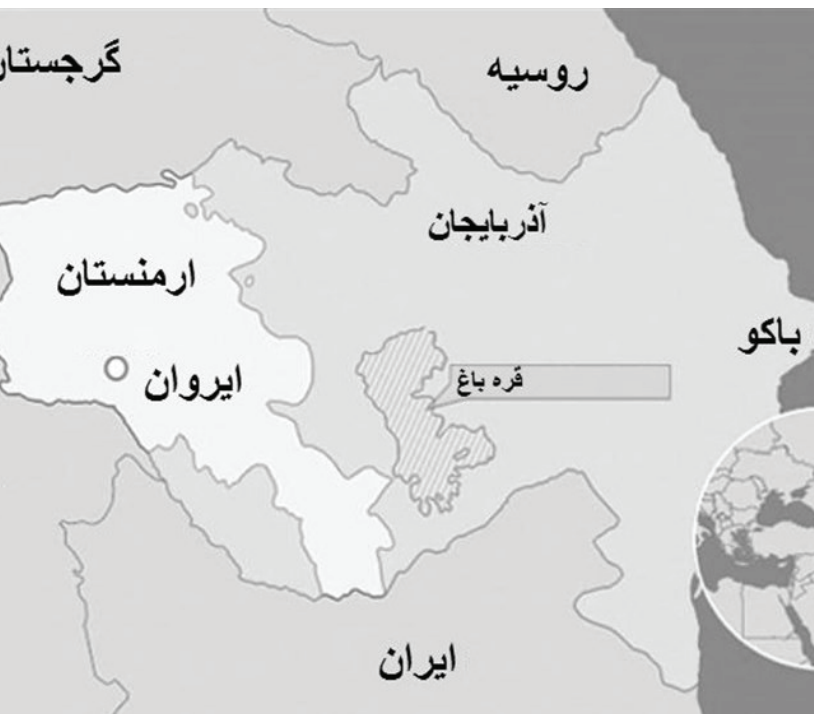 گرجستان
روسیه
آذربایجان
ارمنستان
باکو
ایروان
قره باغ
ایران